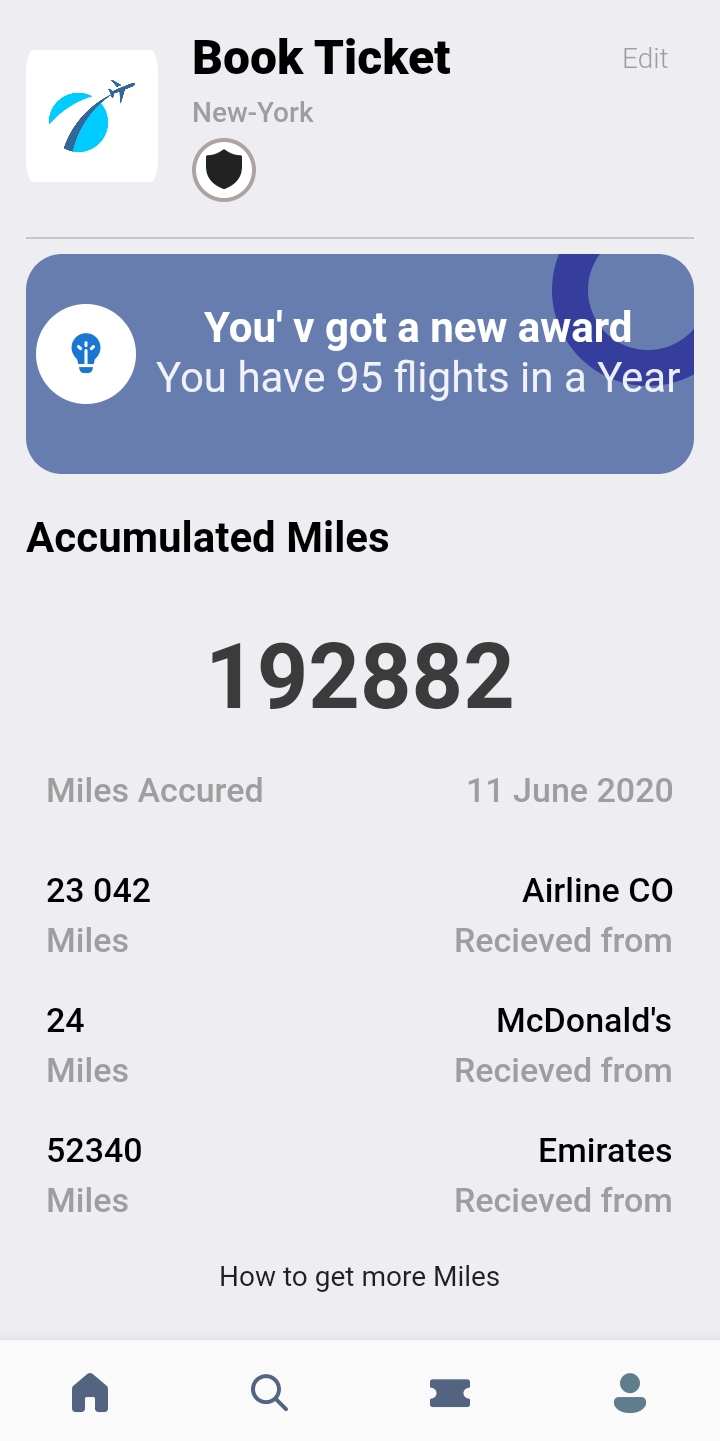 Book Ticket
Edit
New-York
You' v got a new award
You have 95 flights in a Year
Accumulated Miles
192882
Miles Accured 11 June 2020
23 042 Airline CO
Miles Recieved from
24 McDonald's
Miles Recieved from
52340 Emirates
Miles Recieved from
How to get more Miles